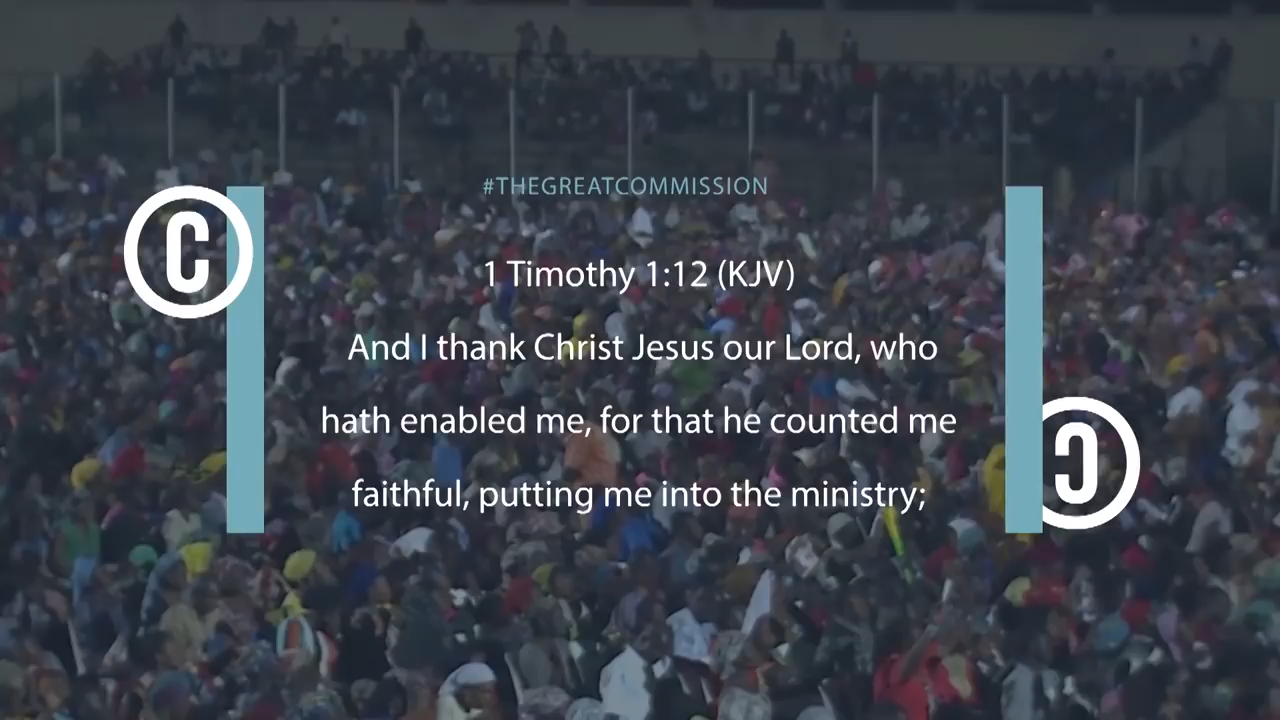 #THEGREATCOMMISSION
C
1 Timothy 1:12 (KJV)
And I thank Christ Jesus our Lord, who
hath enabled me, for that he counted me
faithful, putting me into the ministry;
C